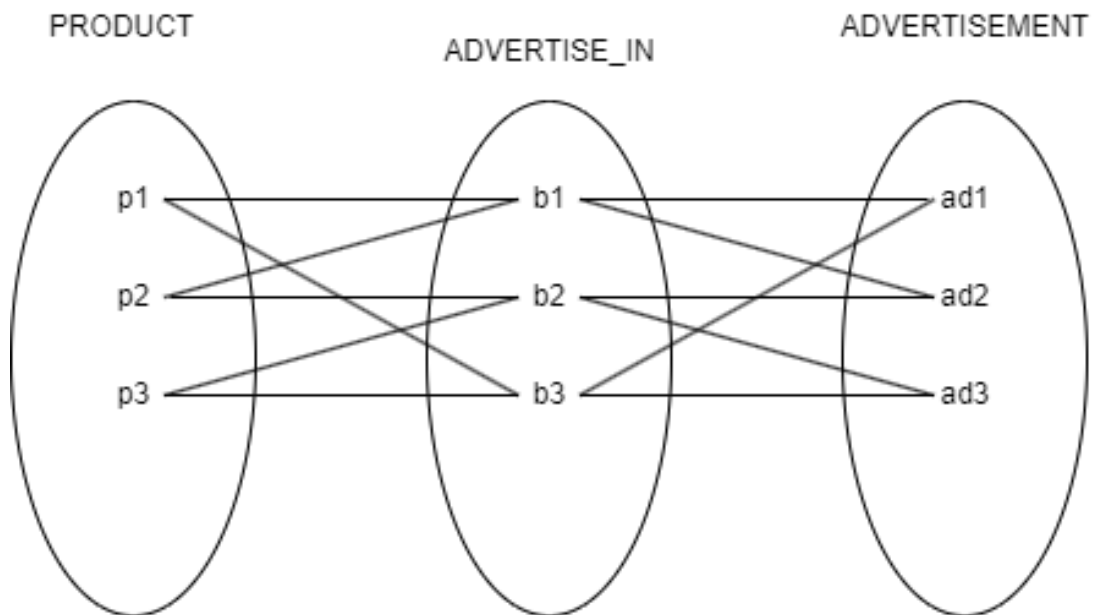 PRODUCT
ADVERTISE_IN
ADVERTISEMENT
p1 b1 ad1
p2 b2 ad2
p3 b3 ad3